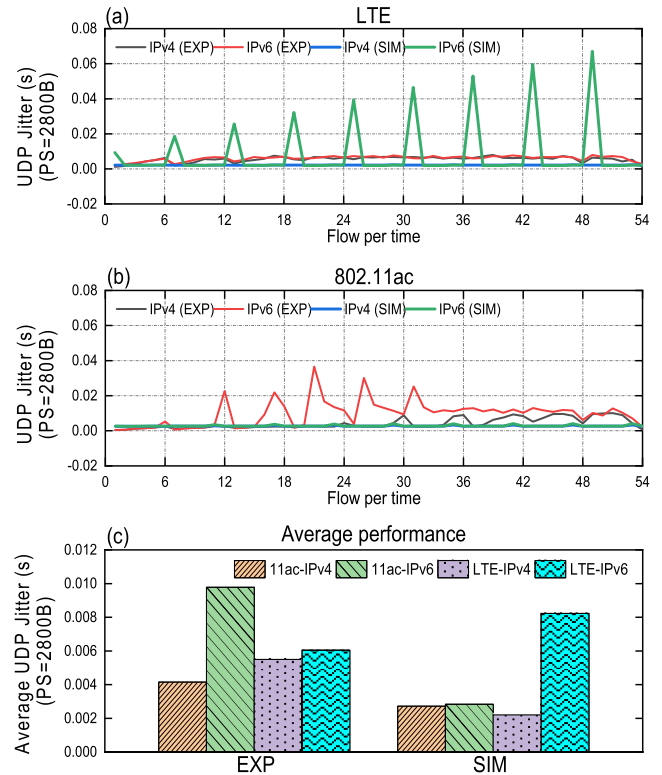 (a) LTE
0.08
IPv4 (EXP) IPv6 (EXP) IPv4 (SIM) IPv6 (SIM)
0.06
0.04
0.02
0.00
-0.02
UDP Jitter (s)
(PS=2800B)
0 6 12 18 24 30 36 42 48 54
Flow per time
(b) 802.11ac
0.08
IPv4 (EXP) IPv6 (EXP) IPv4 (SIM) IPv6 (SIM)
0.06
0.04
0.02
0.00
-0.02
UDP Jitter (s)
(PS=2800B)
0 6 12 18 24 30 36 42 48 54
Flow per time
(c) Average performance
0.012
11ac-IPv4 11ac-IPv6 LTE-IPv4 LTE-IPv6
0.010
0.008
0.006
0.004
0.002
0.000
Average UDP Jitter (s)
(PS=2800B)
EXP SIM